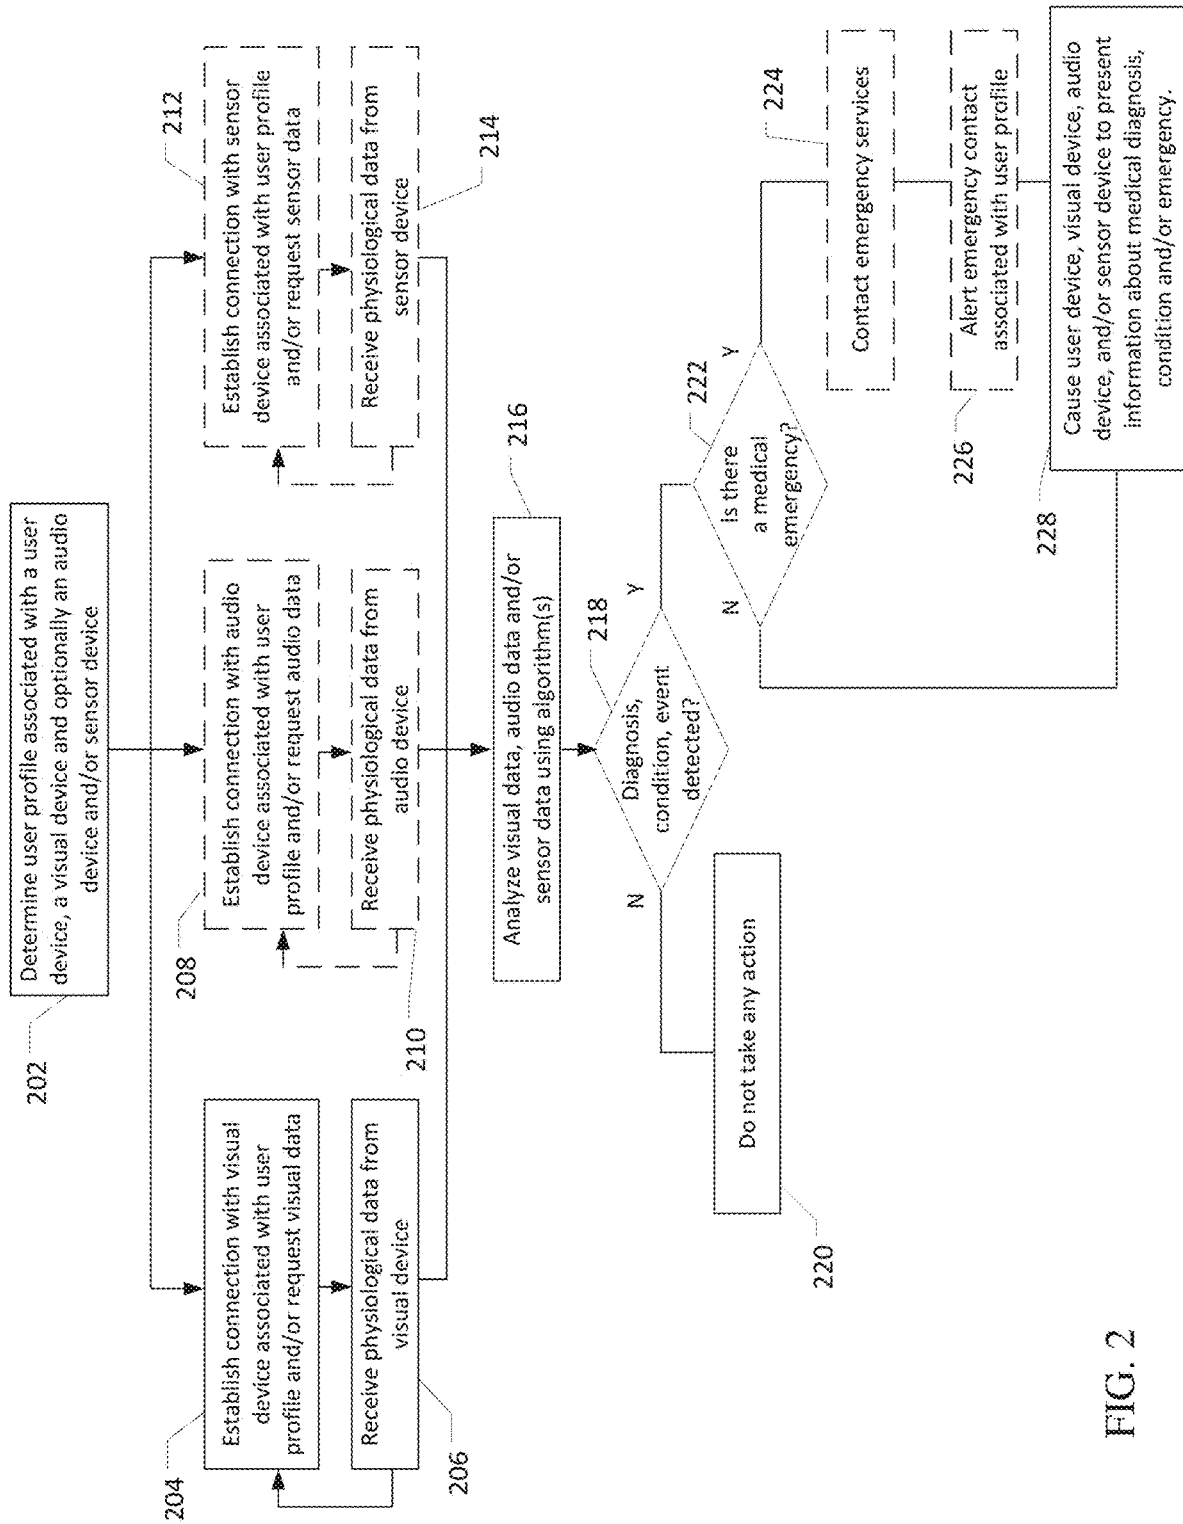 Determine user profile associated with a user
device, a visual device and optionally an audio
device and/or sensor device
202
Establish connection with visual
device associated with user
profile and/or request visual data
204
Receive physiological data from
visual device
206
Establish connection with audio
device associated with user
profile and/or request audio data
208
Receive physiological data from
audio device
210
Establish connection with sensor
device associated with user profile
and/or request sensor data
212
Receive physiological data from
sensor device
214
Analyze visual data, audio data and/or
sensor data using algorithm(s)
216
Diagnosis,
condition, event
detected?
218
N
Y
Do not take any action
220
Is there
a medical
emergency?
222
N
Y
Contact emergency services
224
Alert emergency contact
associated with user profile
226
Cause user device, visual device, audio
device, and/or sensor device to present
information about medical diagnosis,
condition and/or emergency.
228
FIG. 2